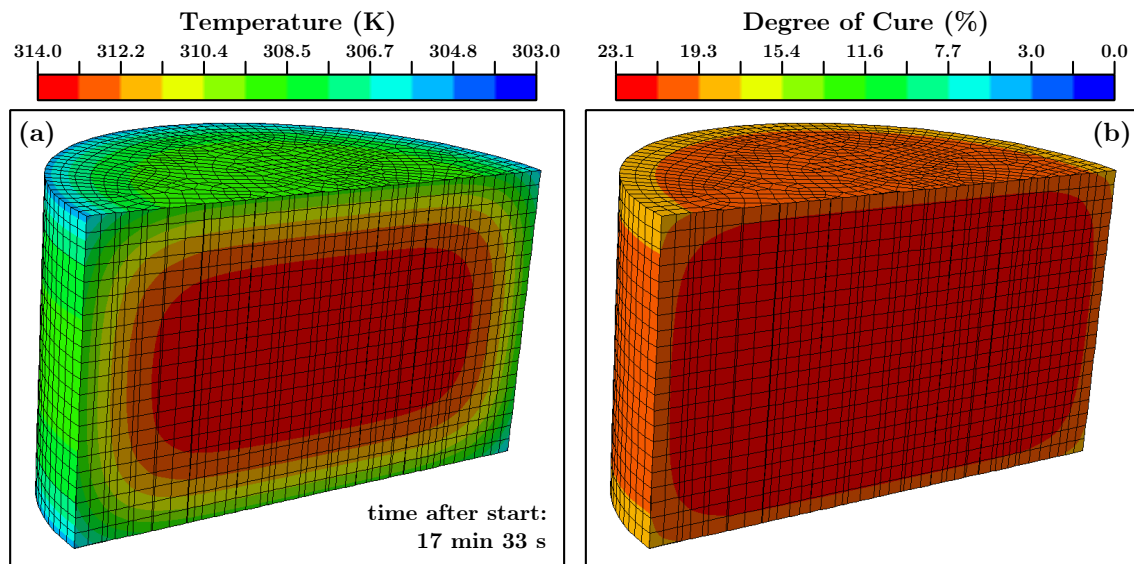 Temperature (K)
314.0 312.2 310.4 308.5 306.7 304.8 303.0
(a)
time after start:
17 min 33 s
Degree of Cure (%)
23.1 19.3 15.4 11.6 7.7 3.0 0.0
(b)